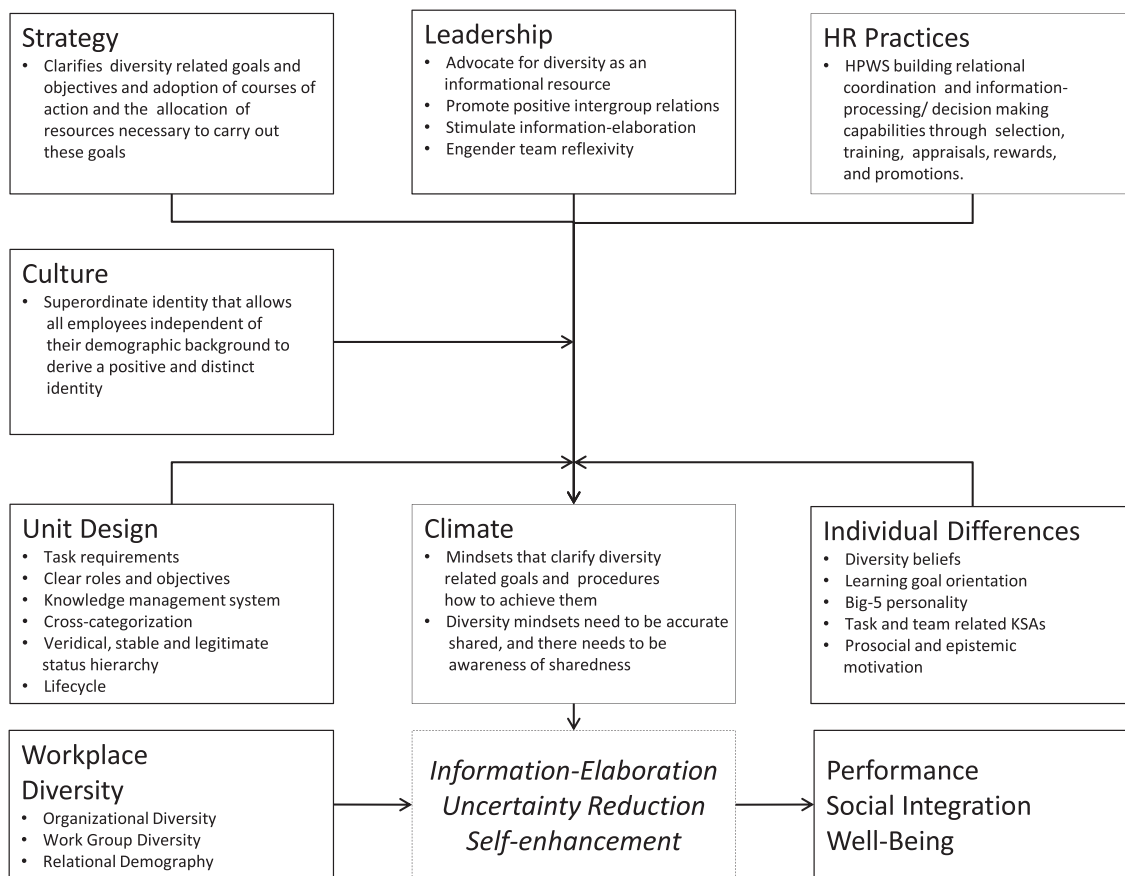 Strategy
• Clarifies diversity related goals and
objectives and adoption of courses of
action and the allocation of
resources necessary to carry out
these goals
Leadership
• Advocate for diversity as an
informational resource
• Promote positive intergroup relations
• Stimulate information-elaboration
• Engender team reflexivity
HR Practices
• HPWS building relational
coordination and information-
processing/ decision making
capabilities through selection,
training, appraisals, rewards,
and promotions.
Culture
• Superordinate identity that allows
all employees independent of
their demographic background to
derive a positive and distinct
identity
Unit Design
• Task requirements
• Clear roles and objectives
• Knowledge management system
• Cross-categorization
• Veridical, stable and legitimate
status hierarchy
• Lifecycle
Climate
• Mindsets that clarify diversity
related goals and procedures
how to achieve them
• Diversity mindsets need to be accurate
shared, and there needs to be
awareness of sharedness
Individual Differences
• Diversity beliefs
• Learning goal orientation
• Big-5 personality
• Task and team related KSAs
• Prosocial and epistemic
motivation
Workplace
Diversity
• Organizational Diversity
• Work Group Diversity
• Relational Demography
Information-Elaboration
Uncertainty Reduction
Self-enhancement
Performance
Social Integration
Well-Being